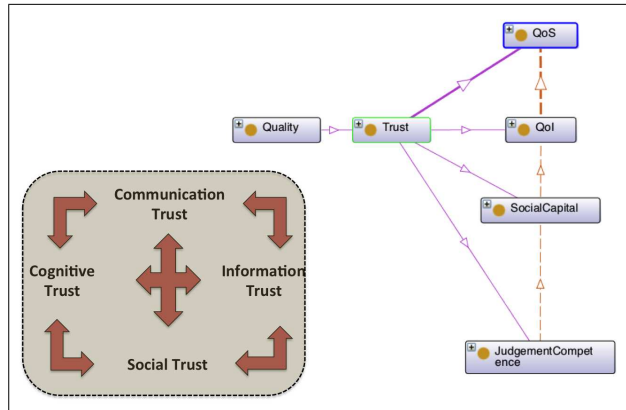 QoS
Quality
Trust
QoI
SocialCapital
JudgementCompet
ence
Communication
Trust
Cognitive
Trust
Information
Trust
Social Trust